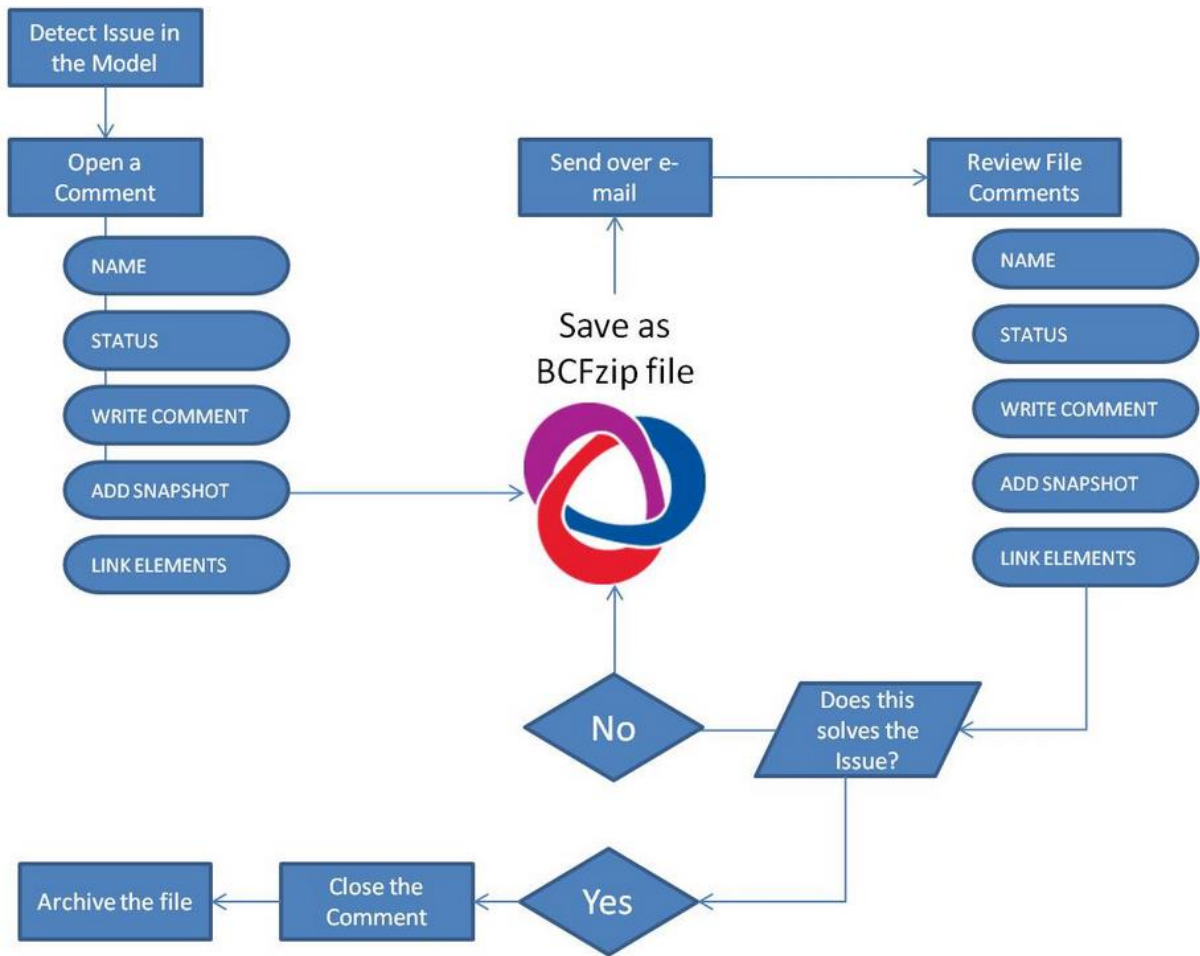 Detect Issue in
the Model
Open a
Comment
NAME
STATUS
WRITE COMMENT
ADD SNAPSHOT
LINK ELEMENTS
Save as
BCFzip file
Send over e-
mail
Review File
Comments
NAME
STATUS
WRITE COMMENT
ADD SNAPSHOT
LINK ELEMENTS
Does this
solves the
Issue?
No
Yes
Close the
Comment
Archive the file